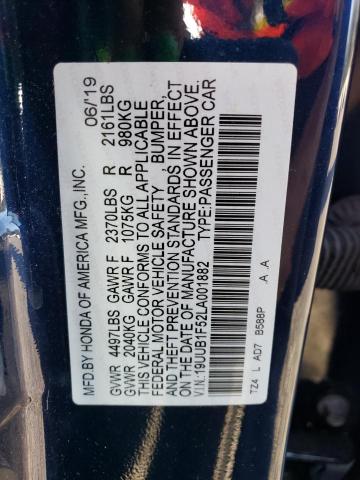 MFD.BY HONDA OF AMERICA MFG.,INC. 06/'19
GVWR 4497LBS GAWR F 2370LBS R 2161LBS
GVWR 2040KG GAWR F 1075KG R 980KG
THIS VEHICLE CONFORMS TO ALL APPLICABLE
FEDERAL MOTOR VEHICLE SAFETY, BUMPER,
AND THEFT PREVENTION STANDARDS IN EFFECT
ON THE DATE OF MANUFACTURE SHOWN ABOVE.
V.I.N.:19UUB1F52LA001882 TYPE:PASSENGER CAR
TZ4 L AD7 B588P A .A